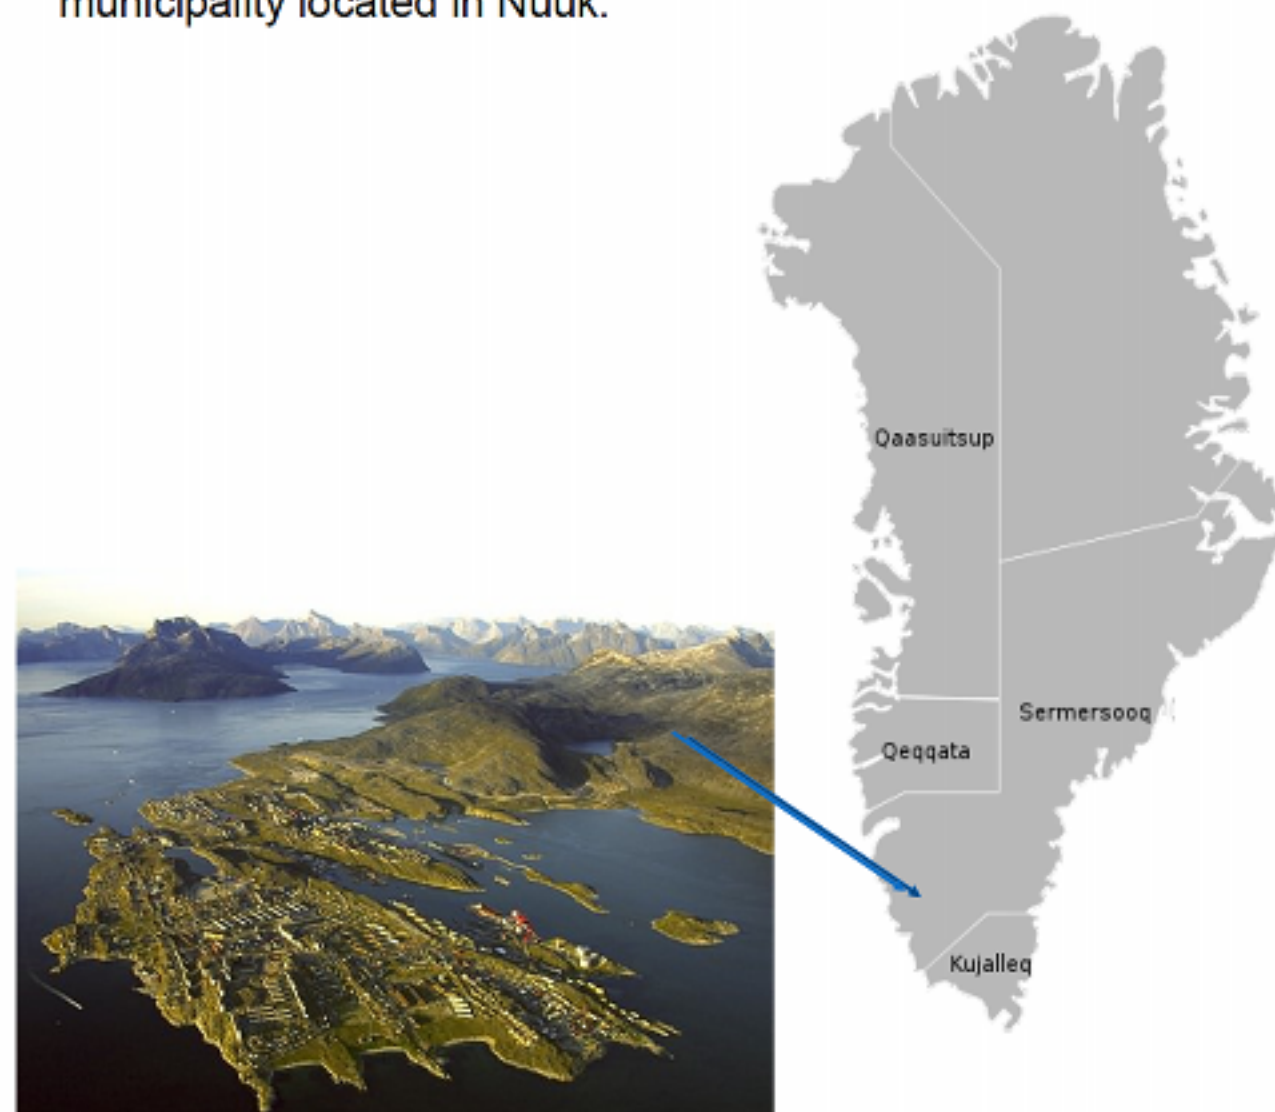 municipality located in Nuuk.
Qaasuitsup
Sermersooq
Qeqqata
Kujalleq